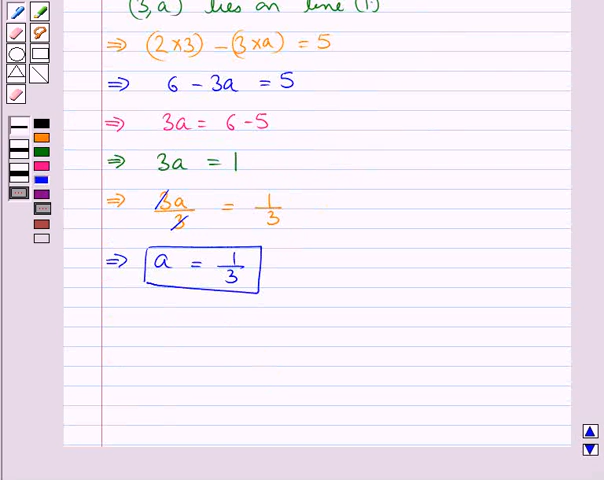 (3, a) lies on line (1)
⇒ (2×3) - (3×a) = 5
⇒ 6 - 3a = 5
⇒ 3a = 6 - 5
⇒ 3a = 1
⇒ 3a/3 = 1/3
⇒ a = 1/3